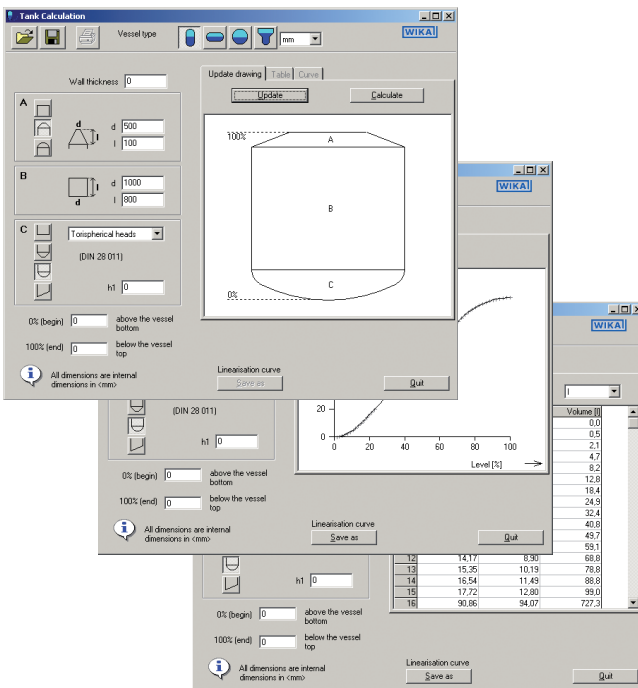 Tank Calculation
Vessel type
mm
WIKAI
Wall thickness 0
A
d
l
d 500
l 100
B
l
d
d 1000
l 800
C
Torispherical heads
(DIN 28 011)
h1 0
0% (begin) 0 above the vessel
bottom
100% (end) 0 below the vessel
top
i
All dimensions are internal
dimensions in <mm>
Update drawing Table Curve
Update Calculate
100%
A
B
C
0%
Linearisation curve
Save as
Quit
WIKAI
20
0
0 20 40 60 80 100
Level [%]
(DIN 28 011)
h1 0
0% (begin) 0 above the vessel
bottom
100% (end) 0 below the vessel
top
i
All dimensions are internal
dimensions in <mm>
Linearisation curve
Save as
Quit
WIKAI
l
Volume [l]
0,0
0,5
2,1
4,7
8,2
12,8
18,4
24,9
32,4
40,8
49,7
59,1
12 14,17 8,90 68,8
13 15,35 10,19 78,8
14 16,54 11,49 88,8
15 17,72 12,80 99,0
16 90,86 94,07 727,3
h1 0
0% (begin) 0 above the vessel
bottom
100% (end) 0 below the vessel
top
i
All dimensions are internal
dimensions in <mm>
Linearisation curve
Save as
Quit